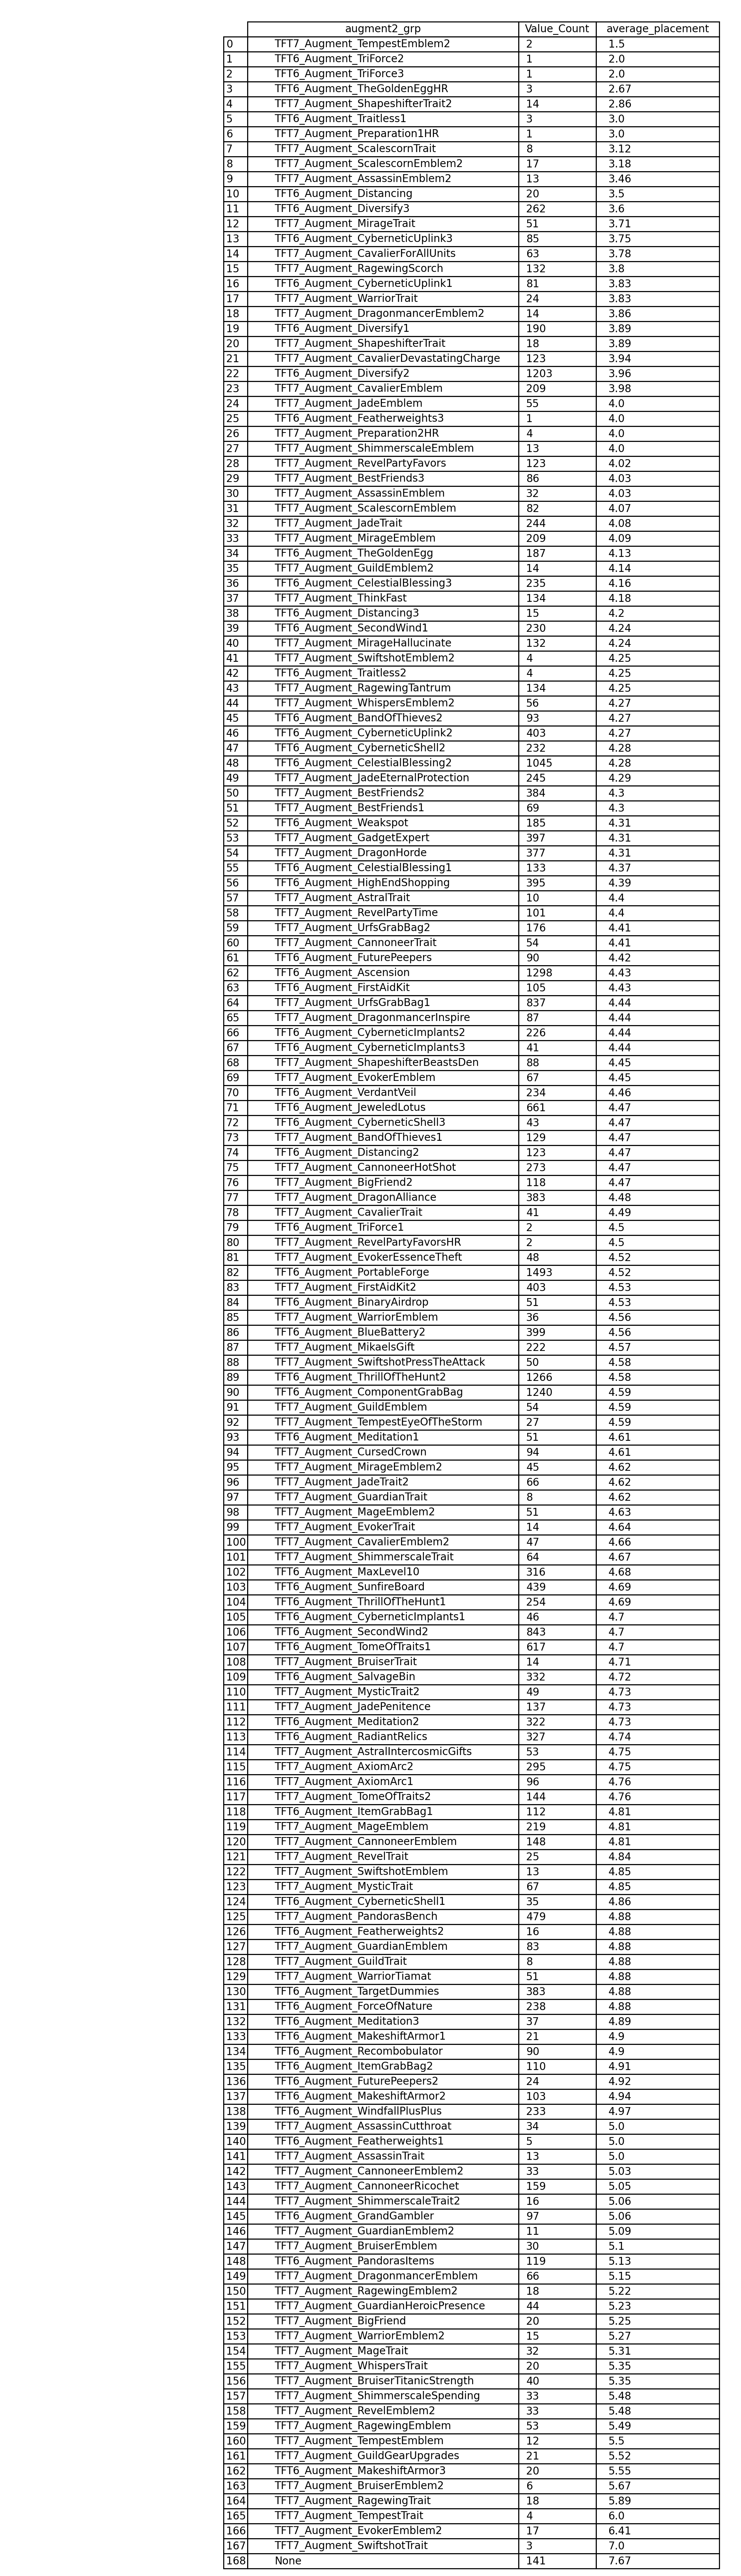 augment2_grp Value_Count average_placement
0 TFT7_Augment_TempestEmblem2 2 1.5
1 TFT6_Augment_TriForce2 1 2.0
2 TFT6_Augment_TriForce3 1 2.0
3 TFT6_Augment_TheGoldenEggHR 3 2.67
4 TFT7_Augment_ShapeshifterTrait2 14 2.86
5 TFT6_Augment_Traitless1 3 3.0
6 TFT7_Augment_Preparation1HR 1 3.0
7 TFT7_Augment_ScalescornTrait 8 3.12
8 TFT7_Augment_ScalescornEmblem2 17 3.18
9 TFT7_Augment_AssassinEmblem2 13 3.46
10 TFT6_Augment_Distancing 20 3.5
11 TFT6_Augment_Diversify3 262 3.6
12 TFT7_Augment_MirageTrait 51 3.71
13 TFT6_Augment_CyberneticUplink3 85 3.75
14 TFT7_Augment_CavalierForAllUnits 63 3.78
15 TFT7_Augment_RagewingScorch 132 3.8
16 TFT6_Augment_CyberneticUplink1 81 3.83
17 TFT7_Augment_WarriorTrait 24 3.83
18 TFT7_Augment_DragonmancerEmblem2 14 3.86
19 TFT6_Augment_Diversify1 190 3.89
20 TFT7_Augment_ShapeshifterTrait 18 3.89
21 TFT7_Augment_CavalierDevastatingCharge 123 3.94
22 TFT6_Augment_Diversify2 1203 3.96
23 TFT7_Augment_CavalierEmblem 209 3.98
24 TFT7_Augment_JadeEmblem 55 4.0
25 TFT6_Augment_Featherweights3 1 4.0
26 TFT7_Augment_Preparation2HR 4 4.0
27 TFT7_Augment_ShimmerscaleEmblem 13 4.0
28 TFT7_Augment_RevelPartyFavors 123 4.02
29 TFT7_Augment_BestFriends3 86 4.03
30 TFT7_Augment_AssassinEmblem 32 4.03
31 TFT7_Augment_ScalescornEmblem 82 4.07
32 TFT7_Augment_JadeTrait 244 4.08
33 TFT7_Augment_MirageEmblem 209 4.09
34 TFT6_Augment_TheGoldenEgg 187 4.13
35 TFT7_Augment_GuildEmblem2 14 4.14
36 TFT6_Augment_CelestialBlessing3 235 4.16
37 TFT7_Augment_ThinkFast 134 4.18
38 TFT6_Augment_Distancing3 15 4.2
39 TFT6_Augment_SecondWind1 230 4.24
40 TFT7_Augment_MirageHallucinate 132 4.24
41 TFT7_Augment_SwiftshotEmblem2 4 4.25
42 TFT6_Augment_Traitless2 4 4.25
43 TFT7_Augment_RagewingTantrum 134 4.25
44 TFT7_Augment_WhispersEmblem2 56 4.27
45 TFT6_Augment_BandOfThieves2 93 4.27
46 TFT6_Augment_CyberneticUplink2 403 4.27
47 TFT6_Augment_CyberneticShell2 232 4.28
48 TFT6_Augment_CelestialBlessing2 1045 4.28
49 TFT7_Augment_JadeEternalProtection 245 4.29
50 TFT7_Augment_BestFriends2 384 4.3
51 TFT7_Augment_BestFriends1 69 4.3
52 TFT6_Augment_Weakspot 185 4.31
53 TFT7_Augment_GadgetExpert 397 4.31
54 TFT7_Augment_DragonHorde 377 4.31
55 TFT6_Augment_CelestialBlessing1 133 4.37
56 TFT6_Augment_HighEndShopping 395 4.39
57 TFT7_Augment_AstralTrait 10 4.4
58 TFT7_Augment_RevelPartyTime 101 4.4
59 TFT7_Augment_UrfsGrabBag2 176 4.41
60 TFT7_Augment_CannoneerTrait 54 4.41
61 TFT6_Augment_FuturePeepers 90 4.42
62 TFT6_Augment_Ascension 1298 4.43
63 TFT6_Augment_FirstAidKit 105 4.43
64 TFT7_Augment_UrfsGrabBag1 837 4.44
65 TFT7_Augment_DragonmancerInspire 87 4.44
66 TFT6_Augment_CyberneticImplants2 226 4.44
67 TFT6_Augment_CyberneticImplants3 41 4.44
68 TFT7_Augment_ShapeshifterBeastsDen 88 4.45
69 TFT7_Augment_EvokerEmblem 67 4.45
70 TFT6_Augment_VerdantVeil 234 4.46
71 TFT6_Augment_JeweledLotus 661 4.47
72 TFT6_Augment_CyberneticShell3 43 4.47
73 TFT7_Augment_BandOfThieves1 129 4.47
74 TFT6_Augment_Distancing2 123 4.47
75 TFT7_Augment_CannoneerHotShot 273 4.47
76 TFT7_Augment_BigFriend2 118 4.47
77 TFT7_Augment_DragonAlliance 383 4.48
78 TFT7_Augment_CavalierTrait 41 4.49
79 TFT6_Augment_TriForce1 2 4.5
80 TFT7_Augment_RevelPartyFavorsHR 2 4.5
81 TFT7_Augment_EvokerEssenceTheft 48 4.52
82 TFT6_Augment_PortableForge 1493 4.52
83 TFT7_Augment_FirstAidKit2 403 4.53
84 TFT6_Augment_BinaryAirdrop 51 4.53
85 TFT7_Augment_WarriorEmblem 36 4.56
86 TFT6_Augment_BlueBattery2 399 4.56
87 TFT7_Augment_MikaelsGift 222 4.57
88 TFT7_Augment_SwiftshotPressTheAttack 50 4.58
89 TFT6_Augment_ThrillOfTheHunt2 1266 4.58
90 TFT6_Augment_ComponentGrabBag 1240 4.59
91 TFT7_Augment_GuildEmblem 54 4.59
92 TFT7_Augment_TempestEyeOfTheStorm 27 4.59
93 TFT6_Augment_Meditation1 51 4.61
94 TFT7_Augment_CursedCrown 94 4.61
95 TFT7_Augment_MirageEmblem2 45 4.62
96 TFT7_Augment_JadeTrait2 66 4.62
97 TFT7_Augment_GuardianTrait 8 4.62
98 TFT7_Augment_MageEmblem2 51 4.63
99 TFT7_Augment_EvokerTrait 14 4.64
100 TFT7_Augment_CavalierEmblem2 47 4.66
101 TFT7_Augment_ShimmerscaleTrait 64 4.67
102 TFT6_Augment_MaxLevel10 316 4.68
103 TFT6_Augment_SunfireBoard 439 4.69
104 TFT6_Augment_ThrillOfTheHunt1 254 4.69
105 TFT6_Augment_CyberneticImplants1 46 4.7
106 TFT6_Augment_SecondWind2 843 4.7
107 TFT6_Augment_TomeOfTraits1 617 4.7
108 TFT7_Augment_BruiserTrait 14 4.71
109 TFT6_Augment_SalvageBin 332 4.72
110 TFT7_Augment_MysticTrait2 49 4.73
111 TFT7_Augment_JadePenitence 137 4.73
112 TFT6_Augment_Meditation2 322 4.73
113 TFT6_Augment_RadiantRelics 327 4.74
114 TFT7_Augment_AstralIntercosmicGifts 53 4.75
115 TFT7_Augment_AxiomArc2 295 4.75
116 TFT7_Augment_AxiomArc1 96 4.76
117 TFT7_Augment_TomeOfTraits2 144 4.76
118 TFT6_Augment_ItemGrabBag1 112 4.81
119 TFT7_Augment_MageEmblem 219 4.81
120 TFT7_Augment_CannoneerEmblem 148 4.81
121 TFT7_Augment_RevelTrait 25 4.84
122 TFT7_Augment_SwiftshotEmblem 13 4.85
123 TFT7_Augment_MysticTrait 67 4.85
124 TFT6_Augment_CyberneticShell1 35 4.86
125 TFT7_Augment_PandorasBench 479 4.88
126 TFT6_Augment_Featherweights2 16 4.88
127 TFT7_Augment_GuardianEmblem 83 4.88
128 TFT7_Augment_GuildTrait 8 4.88
129 TFT7_Augment_WarriorTiamat 51 4.88
130 TFT6_Augment_TargetDummies 383 4.88
131 TFT6_Augment_ForceOfNature 238 4.88
132 TFT6_Augment_Meditation3 37 4.89
133 TFT6_Augment_MakeshiftArmor1 21 4.9
134 TFT6_Augment_Recombobulator 90 4.9
135 TFT6_Augment_ItemGrabBag2 110 4.91
136 TFT6_Augment_FuturePeepers2 24 4.92
137 TFT6_Augment_MakeshiftArmor2 103 4.94
138 TFT6_Augment_WindfallPlusPlus 233 4.97
139 TFT7_Augment_AssassinCutthroat 34 5.0
140 TFT6_Augment_Featherweights1 5 5.0
141 TFT7_Augment_AssassinTrait 13 5.0
142 TFT7_Augment_CannoneerEmblem2 33 5.03
143 TFT7_Augment_CannoneerRicochet 159 5.05
144 TFT7_Augment_ShimmerscaleTrait2 16 5.06
145 TFT6_Augment_GrandGambler 97 5.06
146 TFT7_Augment_GuardianEmblem2 11 5.09
147 TFT7_Augment_BruiserEmblem 30 5.1
148 TFT6_Augment_PandorasItems 119 5.13
149 TFT7_Augment_DragonmancerEmblem 66 5.15
150 TFT7_Augment_RagewingEmblem2 18 5.22
151 TFT7_Augment_GuardianHeroicPresence 44 5.23
152 TFT7_Augment_BigFriend 20 5.25
153 TFT7_Augment_WarriorEmblem2 15 5.27
154 TFT7_Augment_MageTrait 32 5.31
155 TFT7_Augment_WhispersTrait 20 5.35
156 TFT7_Augment_BruiserTitanicStrength 40 5.35
157 TFT7_Augment_ShimmerscaleSpending 33 5.48
158 TFT7_Augment_RevelEmblem2 33 5.48
159 TFT7_Augment_RagewingEmblem 53 5.49
160 TFT7_Augment_TempestEmblem 12 5.5
161 TFT7_Augment_GuildGearUpgrades 21 5.52
162 TFT6_Augment_MakeshiftArmor3 20 5.55
163 TFT7_Augment_BruiserEmblem2 6 5.67
164 TFT7_Augment_RagewingTrait 18 5.89
165 TFT7_Augment_TempestTrait 4 6.0
166 TFT7_Augment_EvokerEmblem2 17 6.41
167 TFT7_Augment_SwiftshotTrait 3 7.0
168 None 141 7.67